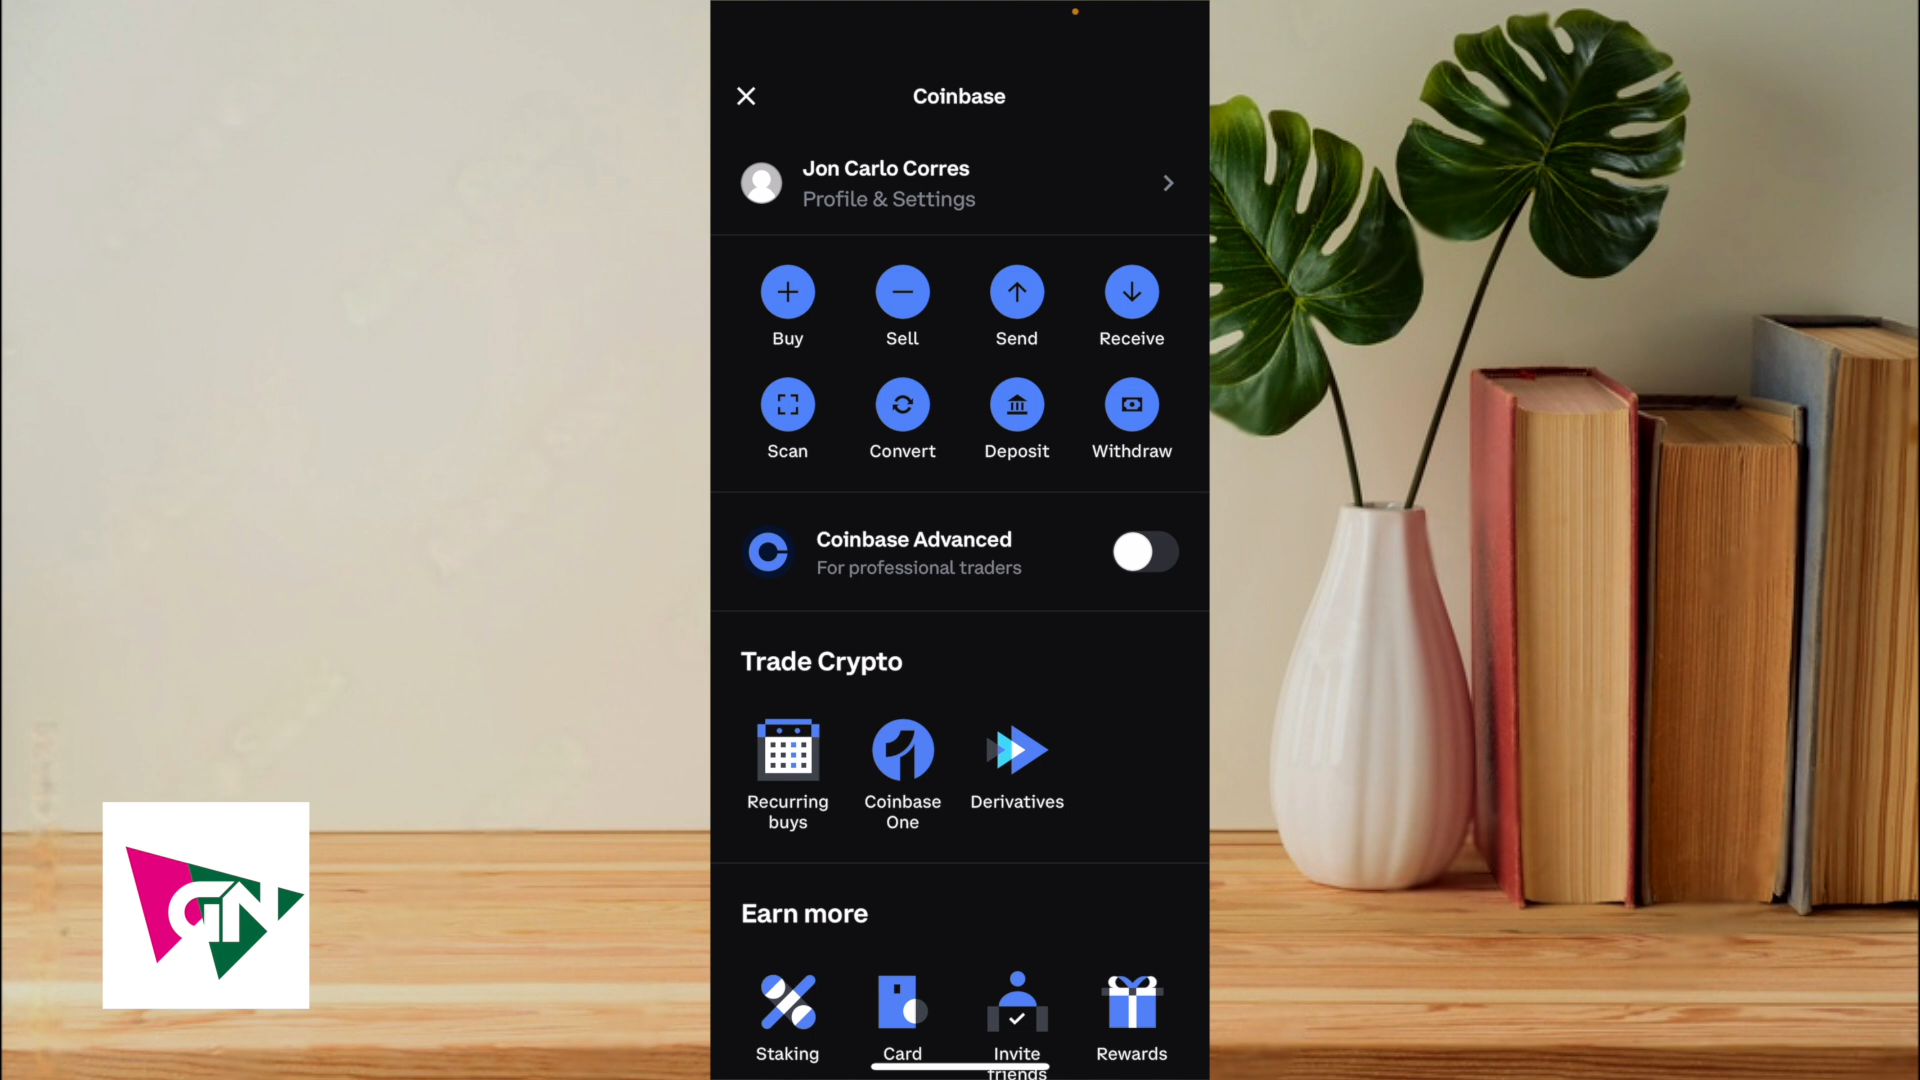 Coinbase
Jon Carlo Corres
Profile & Settings
Buy
Sell
Send
Receive
Scan
Convert
Deposit
Withdraw
Coinbase Advanced
For professional traders
Trade Crypto
Recurring
buys
Coinbase
One
Derivatives
Earn more
Staking
Card
Invite
friends
Rewards
GN